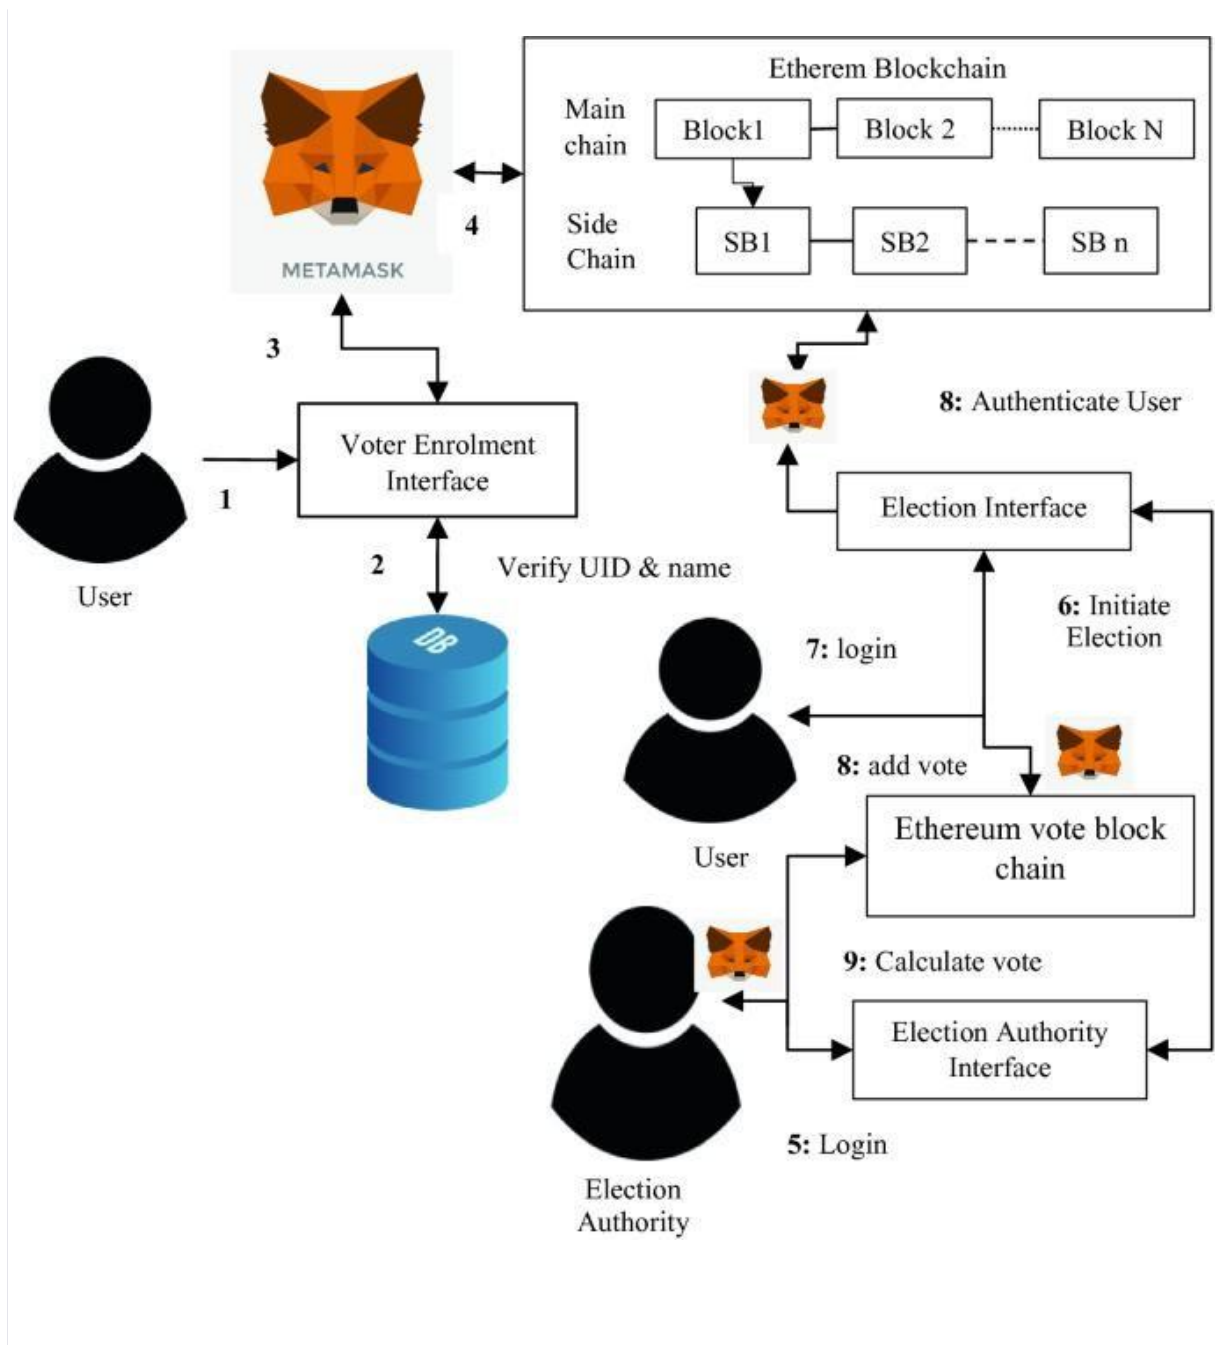 Etherem Blockchain
Main
chain
Block1
Block 2
Block N
Side
Chain
SB1
SB2
SB n
METAMASK
4
3
Voter Enrolment
Interface
1
User
2
Verify UID & name
DB
8: Authenticate User
Election Interface
6: Initiate
Election
7: login
8: add vote
User
Ethereum vote block
chain
9: Calculate vote
Election Authority
Interface
5: Login
Election
Authority